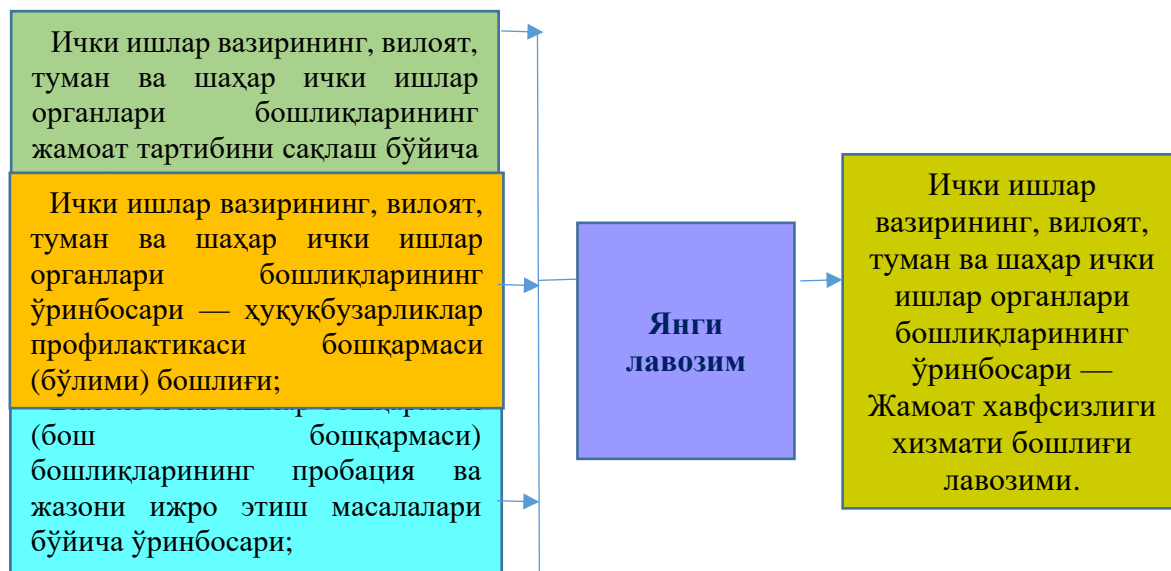 Ички ишлар вазирининг, вилоят,
туман ва шаҳар ички ишлар
органлари бошлиқларининг
жамоат тартибини сақлаш бўйича
Ички ишлар вазирининг, вилоят,
туман ва шаҳар ички ишлар
органлари бошлиқларининг
ўринбосари — ҳуқуқбузарликлар
профилактикаси бошқармаси
(бўлими) бошлиғи;
(бош бошқармаси)
бошлиқларининг пробация ва
жазони ижро этиш масалалари
бўйича ўринбосари;
Янги
лавозим
Ички ишлар
вазирининг, вилоят,
туман ва шаҳар ички
ишлар органлари
бошлиқларининг
ўринбосари —
Жамоат хавфсизлиги
хизмати бошлиғи
лавозими.